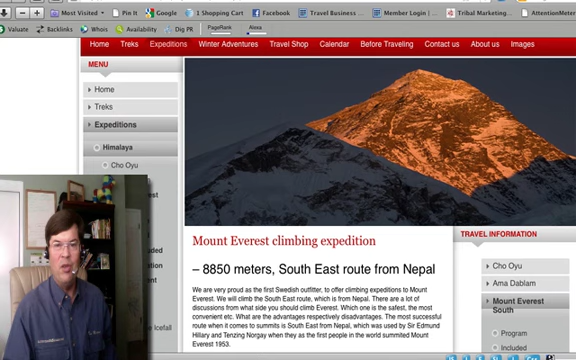 Most Visited
Pin It
Google
1 Shopping Cart
Facebook
Travel Business ...
Member Login | ...
Tribal Marketing...
AttentionMeter
Valuate
Backlinks
Whois
Availability
Dig PR
PageRank
Alexa
Home
Treks
Expeditions
Winter Adventures
Travel Shop
Calendar
Before Traveling
Contact us
About us
Images
MENU
Home
Treks
Expeditions
Himalaya
Cho Oyu
Icefall
Mount Everest climbing expedition
– 8850 meters, South East route from Nepal
We are very proud as the first Swedish outfitter, to offer climbing expeditions to Mount
Everest. We will climb the South East route, which is from Nepal. There are a lot of
discussions from what side you should climb Everest. Which one is the safest, the most
convenient etc. What are the advantages respectively disadvantages. The most successful
route when it comes to summits is South East from Nepal, which was used by Sir Edmund
Hillary and Tenzing Norgay when they as the first people in the world summited Mount
Everest 1953.
TRAVEL INFORMATION
Cho Oyu
Ama Dablam
Mount Everest
South
Program
Included